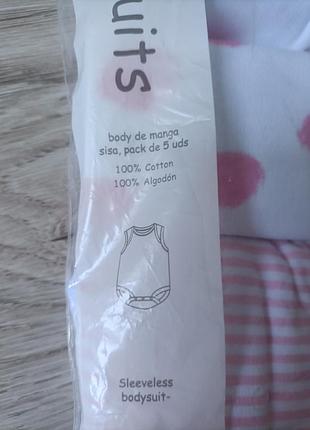 uits
body de manga
sisa, pack de 5 uds
100% Cotton
100% Algodón
Sleeveless
bodysuit-